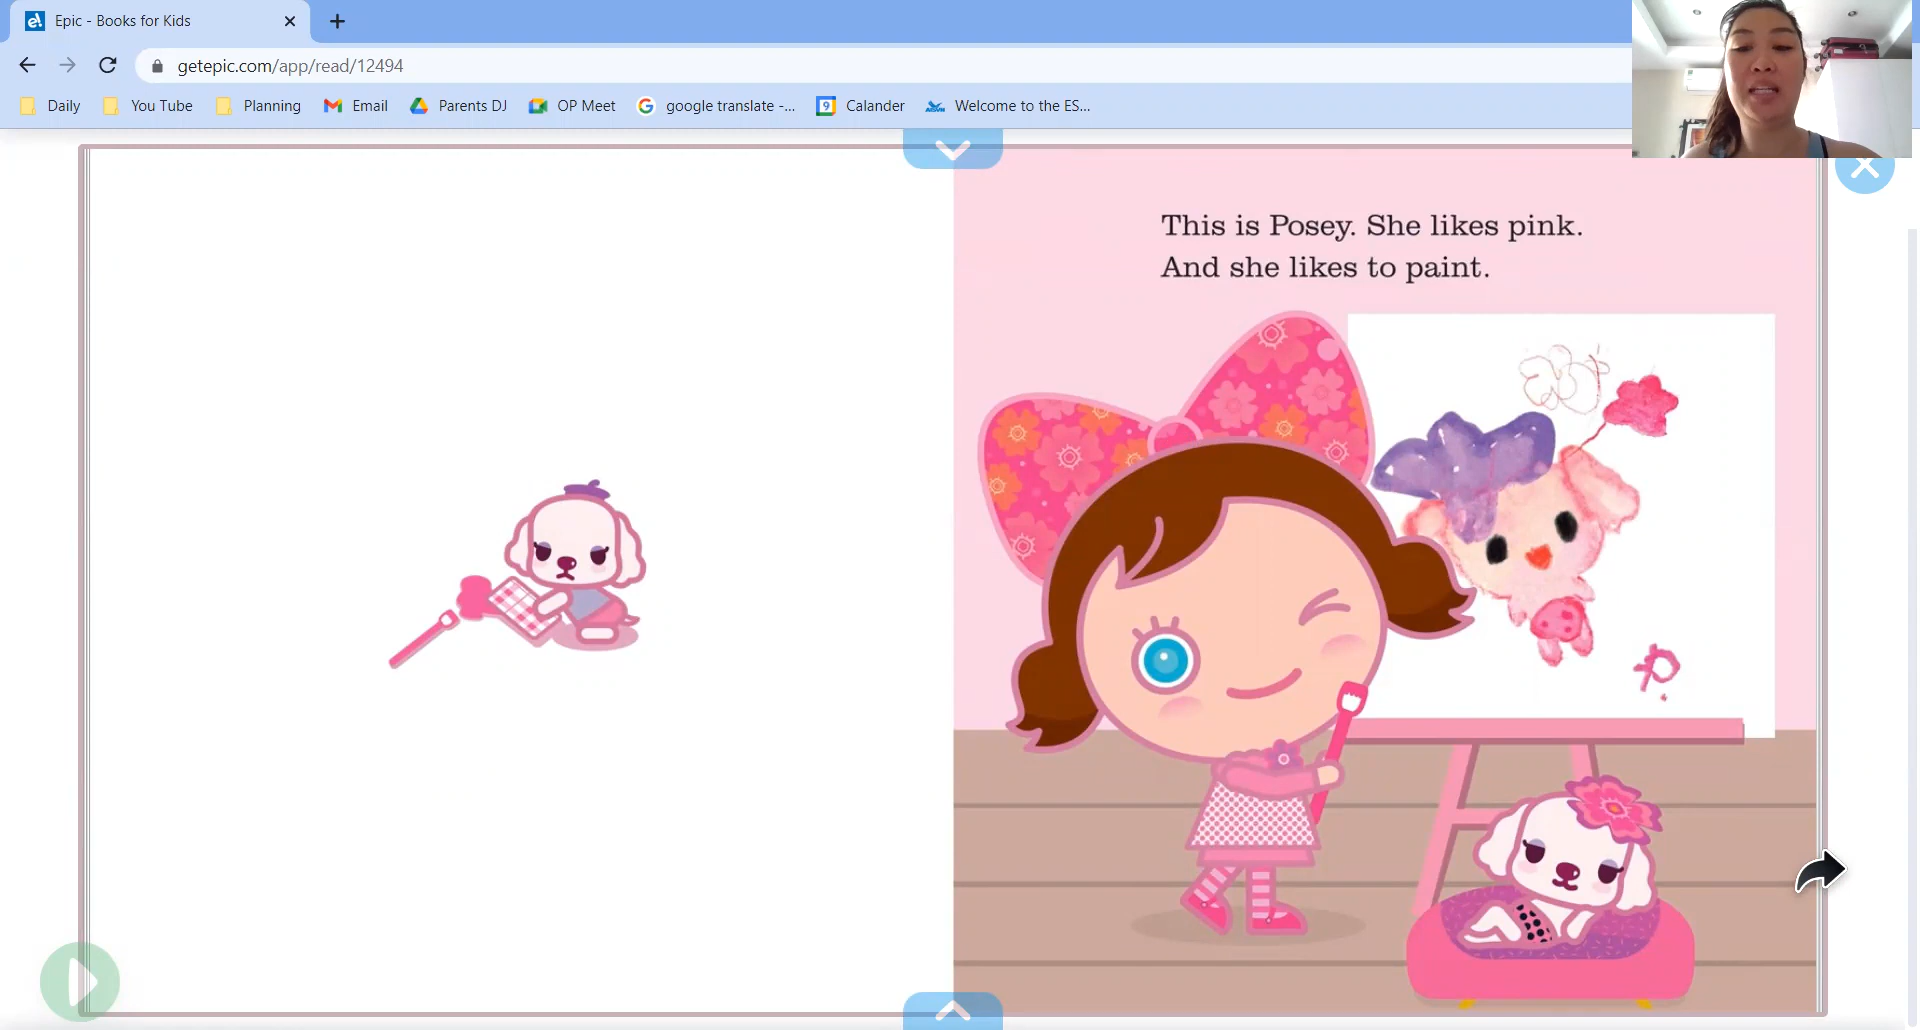 Epic - Books for Kids
getepic.com/app/read/12494
Daily You Tube Planning Email Parents DJ OP Meet google translate -... 9 Calander Welcome to the ES...
This is Posey. She likes pink.
And she likes to paint.
P.